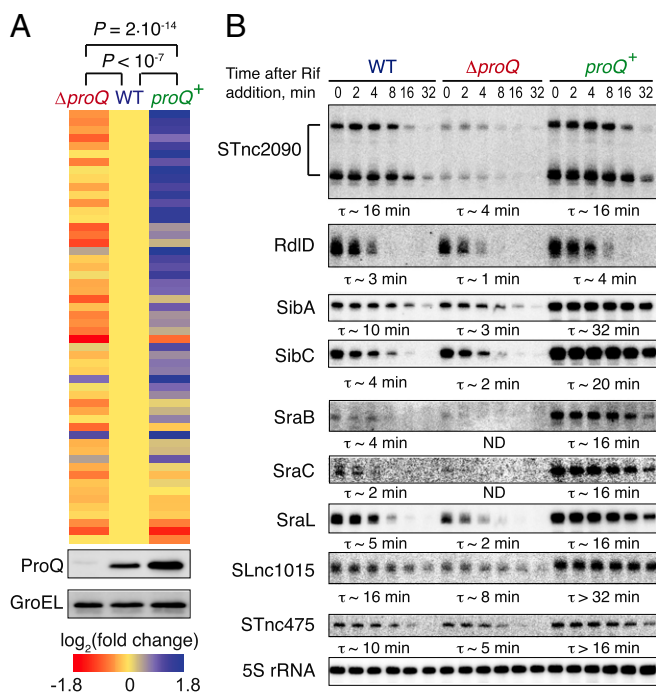 A
P = 2·10⁻¹⁴
P < 10⁻⁷
ΔproQ WT proQ⁺
ProQ
GroEL
log₂(fold change)
-1.8 0 1.8
B
WT ΔproQ proQ⁺
Time after Rif addition, min
0 2 4 8 16 32 0 2 4 8 16 32 0 2 4 8 16 32
STnc2090
τ ~ 16 min τ ~ 4 min τ ~ 16 min
RdlD
τ ~ 3 min τ ~ 1 min τ ~ 4 min
SibA
τ ~ 10 min τ ~ 3 min τ ~ 32 min
SibC
τ ~ 4 min τ ~ 2 min τ ~ 20 min
SraB
τ ~ 4 min ND τ ~ 16 min
SraC
τ ~ 2 min ND τ ~ 16 min
SraL
τ ~ 5 min τ ~ 2 min τ ~ 16 min
SLnc1015
τ ~ 16 min τ ~ 8 min τ > 32 min
STnc475
τ ~ 10 min τ ~ 5 min τ > 16 min
5S rRNA